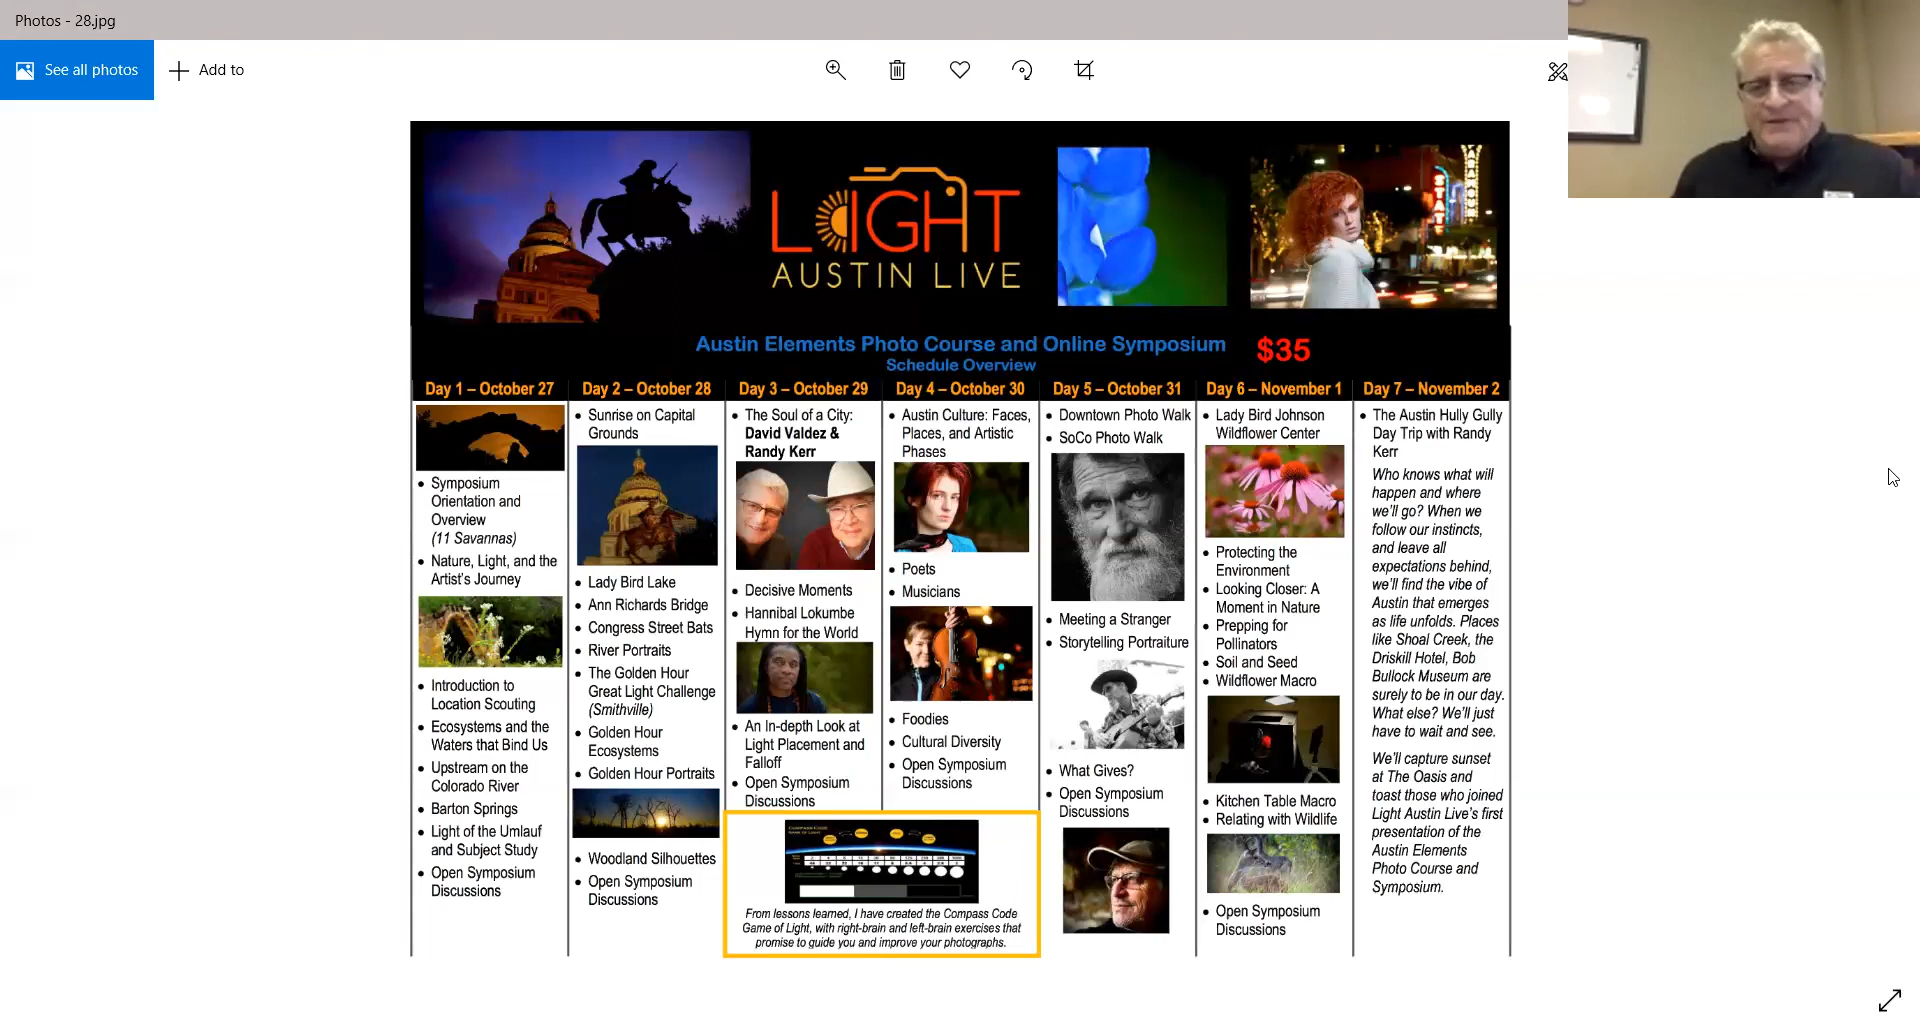 Photos - 28.jpg
See all photos
Add to
LIGHT
AUSTIN LIVE
STATE
Austin Elements Photo Course and Online Symposium
$35
Schedule Overview
Day 1 – October 27
Symposium
Orientation and
Overview
(11 Savannas)
Nature, Light, and the
Artist's Journey
Introduction to
Location Scouting
Ecosystems and the
Waters that Bind Us
Upstream on the
Colorado River
Barton Springs
Light of the Umlauf
and Subject Study
Open Symposium
Discussions
Day 2 – October 28
Sunrise on Capital
Grounds
Lady Bird Lake
Ann Richards Bridge
Congress Street Bats
River Portraits
The Golden Hour
Great Light Challenge
(Smithville)
Golden Hour
Ecosystems
Golden Hour Portraits
Woodland Silhouettes
Open Symposium
Discussions
Day 3 – October 29
The Soul of a City:
David Valdez &
Randy Kerr
Decisive Moments
Hannibal Lokumbe
Hymn for the World
An In-depth Look at
Light Placement and
Falloff
Open Symposium
Discussions
Day 4 – October 30
Austin Culture: Faces,
Places, and Artistic
Phases
Poets
Musicians
Foodies
Cultural Diversity
Open Symposium
Discussions
From lessons learned, I have created the Compass Code
Game of Light, with right-brain and left-brain exercises that
promise to guide you and improve your photographs.
Day 5 – October 31
Downtown Photo Walk
SoCo Photo Walk
Meeting a Stranger
Storytelling Portraiture
What Gives?
Open Symposium
Discussions
Day 6 – November 1
Lady Bird Johnson
Wildflower Center
Protecting the
Environment
Looking Closer: A
Moment in Nature
Prepping for
Pollinators
Soil and Seed
Wildflower Macro
Kitchen Table Macro
Relating with Wildlife
Open Symposium
Discussions
Day 7 – November 2
The Austin Hully Gully
Day Trip with Randy
Kerr
Who knows what will
happen and where
we'll go? When we
follow our instincts,
and leave all
expectations behind,
we'll find the vibe of
Austin that emerges
as life unfolds. Places
like Shoal Creek, the
Driskill Hotel, Bob
Bullock Museum are
surely to be in our day.
What else? We'll just
have to wait and see.
We'll capture sunset
at The Oasis and
toast those who joined
Light Austin Live's first
presentation of the
Austin Elements
Photo Course and
Symposium.